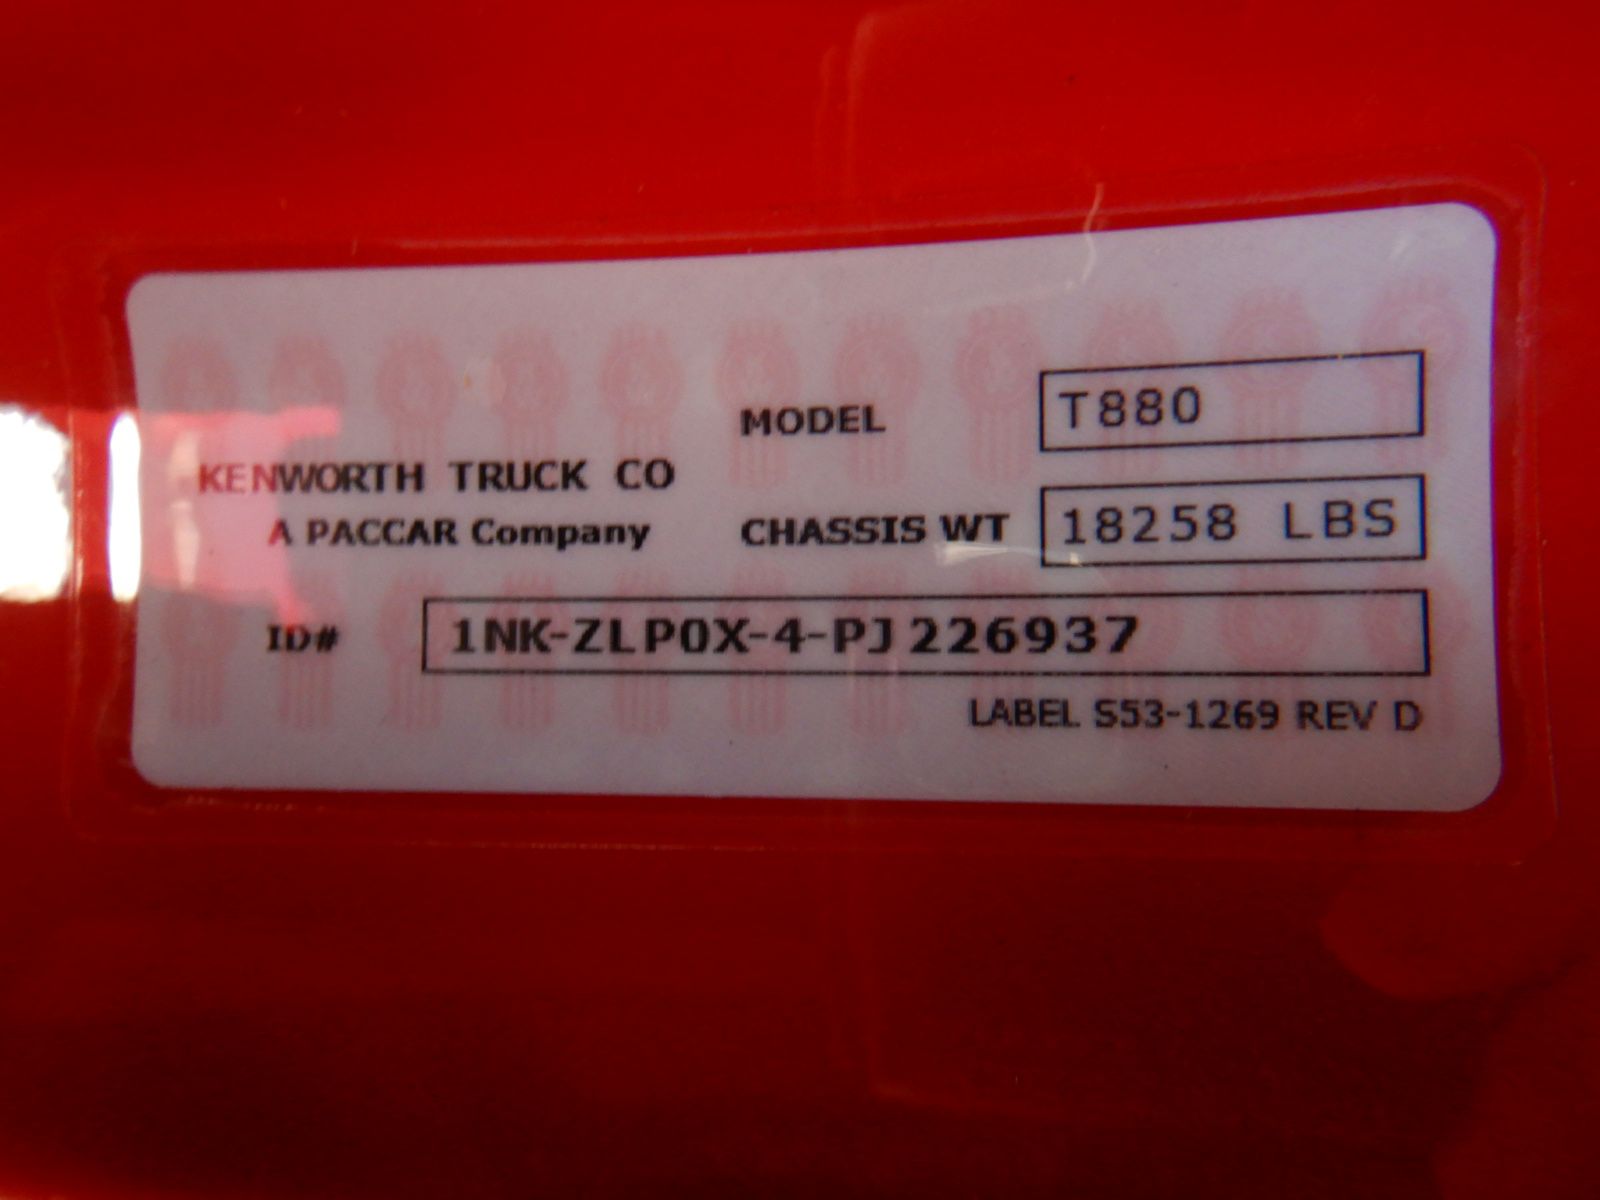 MODEL T880
KENWORTH TRUCK CO
A PACCAR Company
CHASSIS WT 18258 LBS
ID# 1NK-ZLP0X-4-PJ226937
LABEL S53-1269 REV D